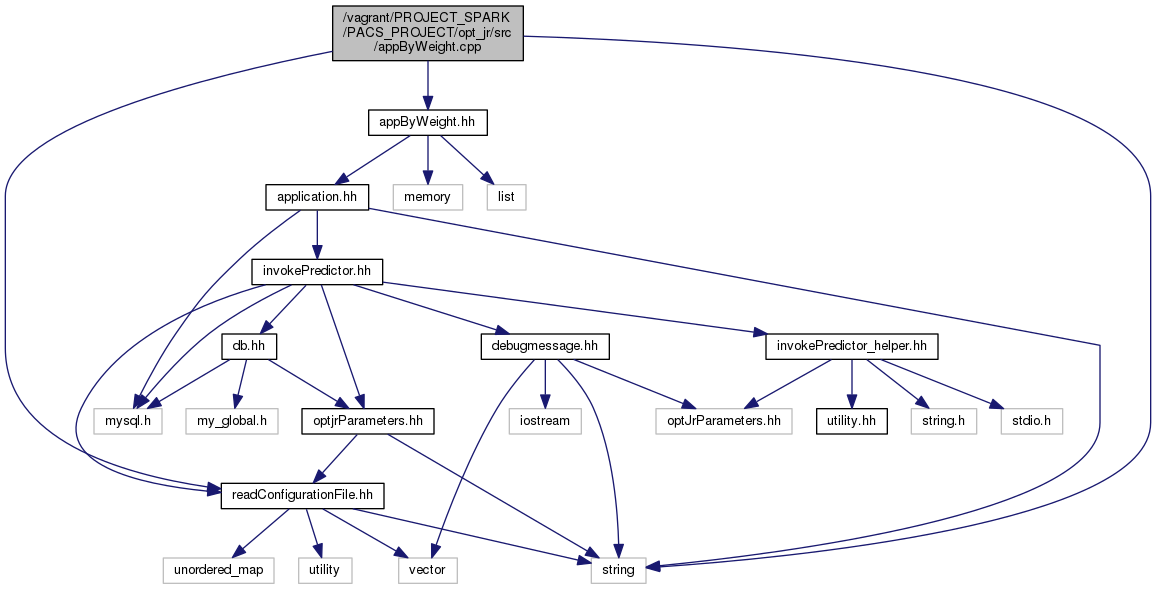 /vagrant/PROJECT_SPARK
/PACS_PROJECT/opt_jr/src
/appByWeight.cpp
appByWeight.hh
application.hh
memory
list
invokePredictor.hh
db.hh
debugmessage.hh
invokePredictor_helper.hh
mysql.h
my_global.h
optjrParameters.hh
iostream
optJrParameters.hh
utility.hh
string.h
stdio.h
readConfigurationFile.hh
unordered_map
utility
vector
string